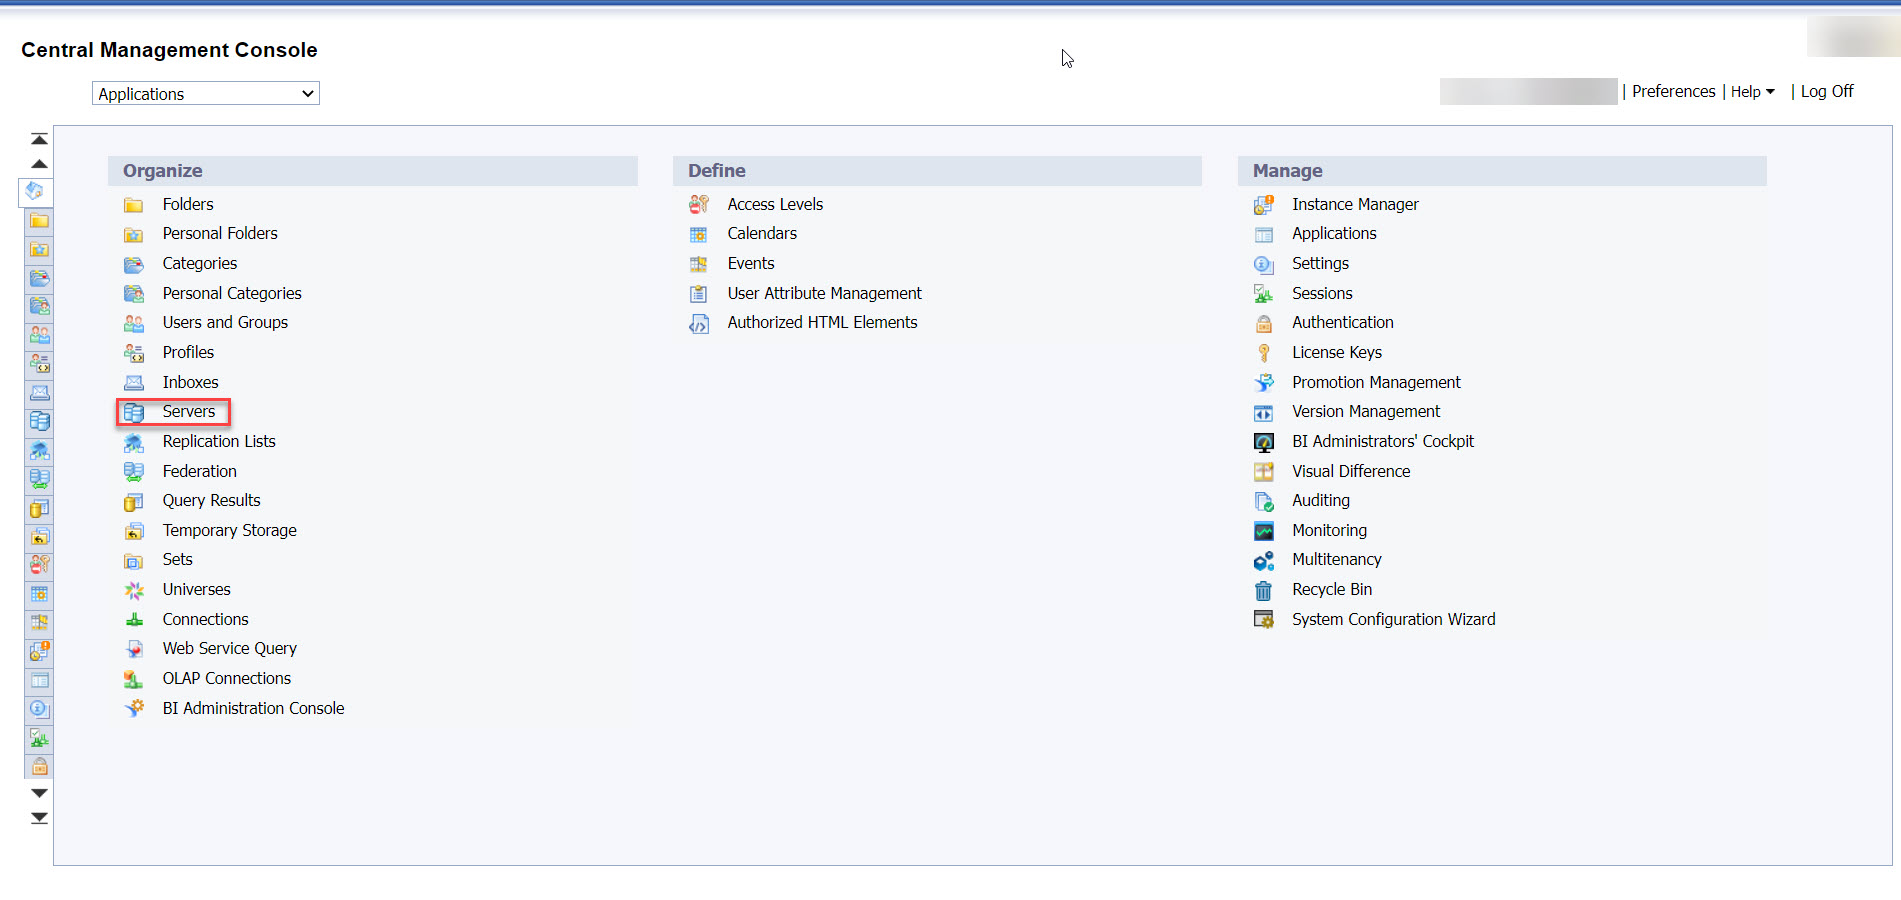 Central Management Console
Applications
| Preferences | Help | Log Off
Organize
Folders
Personal Folders
Categories
Personal Categories
Users and Groups
Profiles
Inboxes
Servers
Replication Lists
Federation
Query Results
Temporary Storage
Sets
Universes
Connections
Web Service Query
OLAP Connections
BI Administration Console
Define
Access Levels
Calendars
Events
User Attribute Management
Authorized HTML Elements
Manage
Instance Manager
Applications
Settings
Sessions
Authentication
License Keys
Promotion Management
Version Management
BI Administrators' Cockpit
Visual Difference
Auditing
Monitoring
Multitenancy
Recycle Bin
System Configuration Wizard